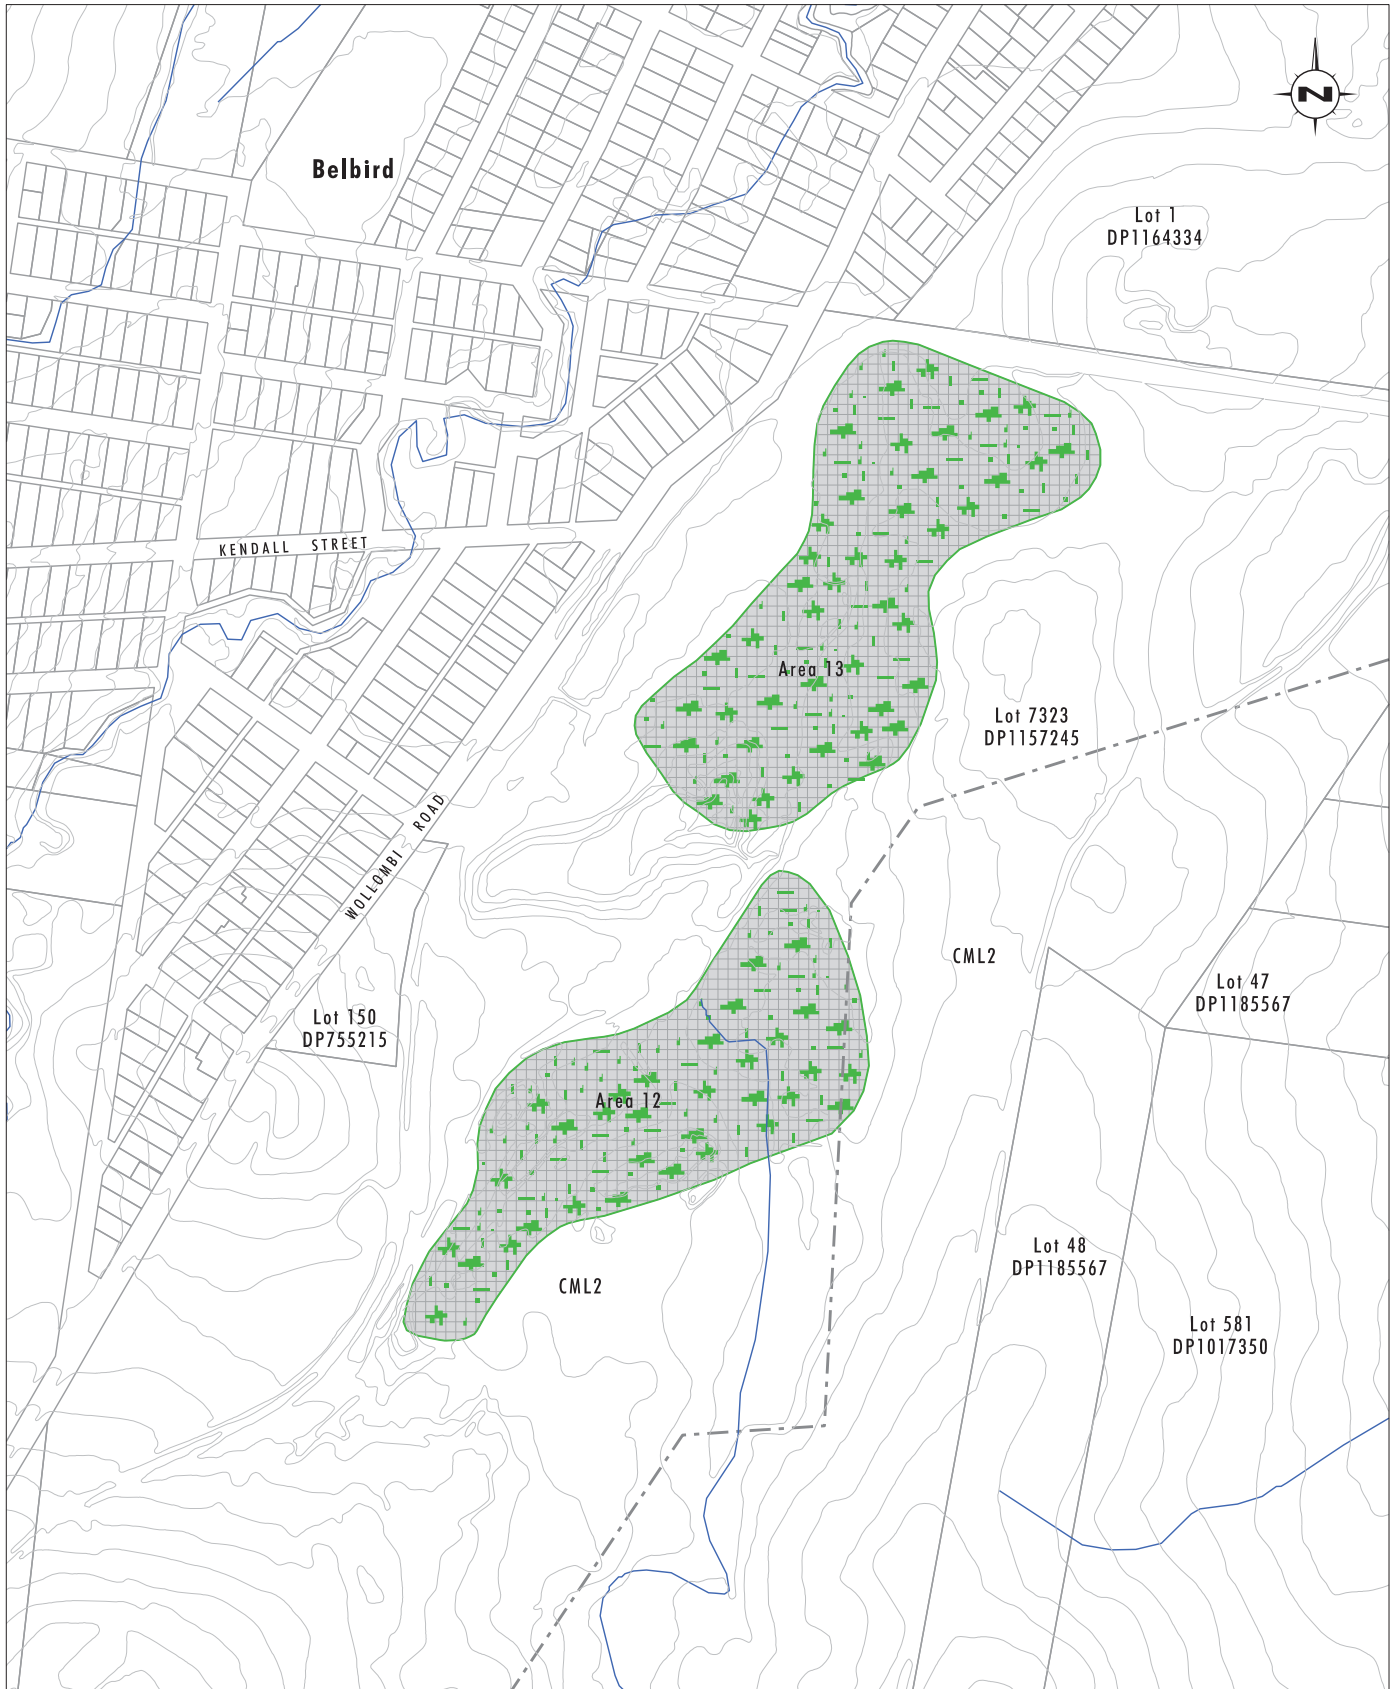 N
Belbird
Lot 1
DP1164334
KENDALL STREET
Area 13
Lot 7323
DP1157245
WOLLOMBI ROAD
CML2
Lot 47
DP1185567
Lot 150
DP755215
Area 12
Lot 48
DP1185567
CML2
Lot 581
DP1017350